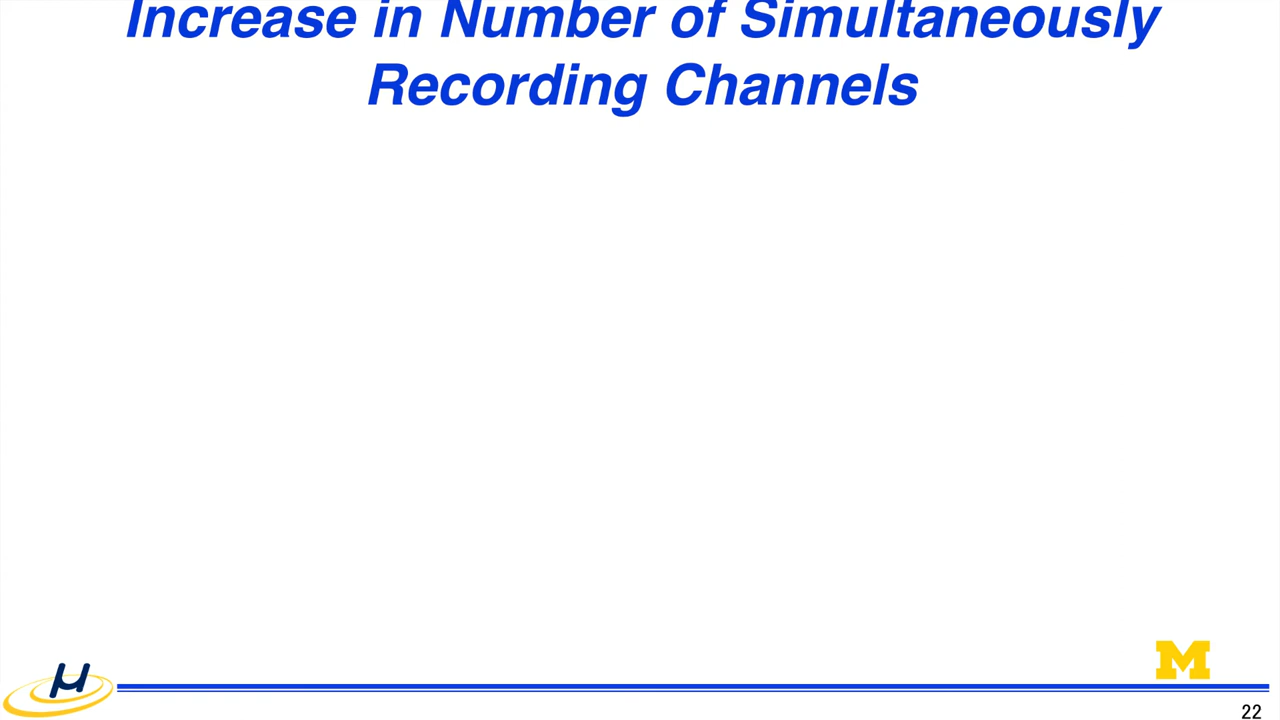 Increase in Number of Simultaneously
Recording Channels
μ
M
22